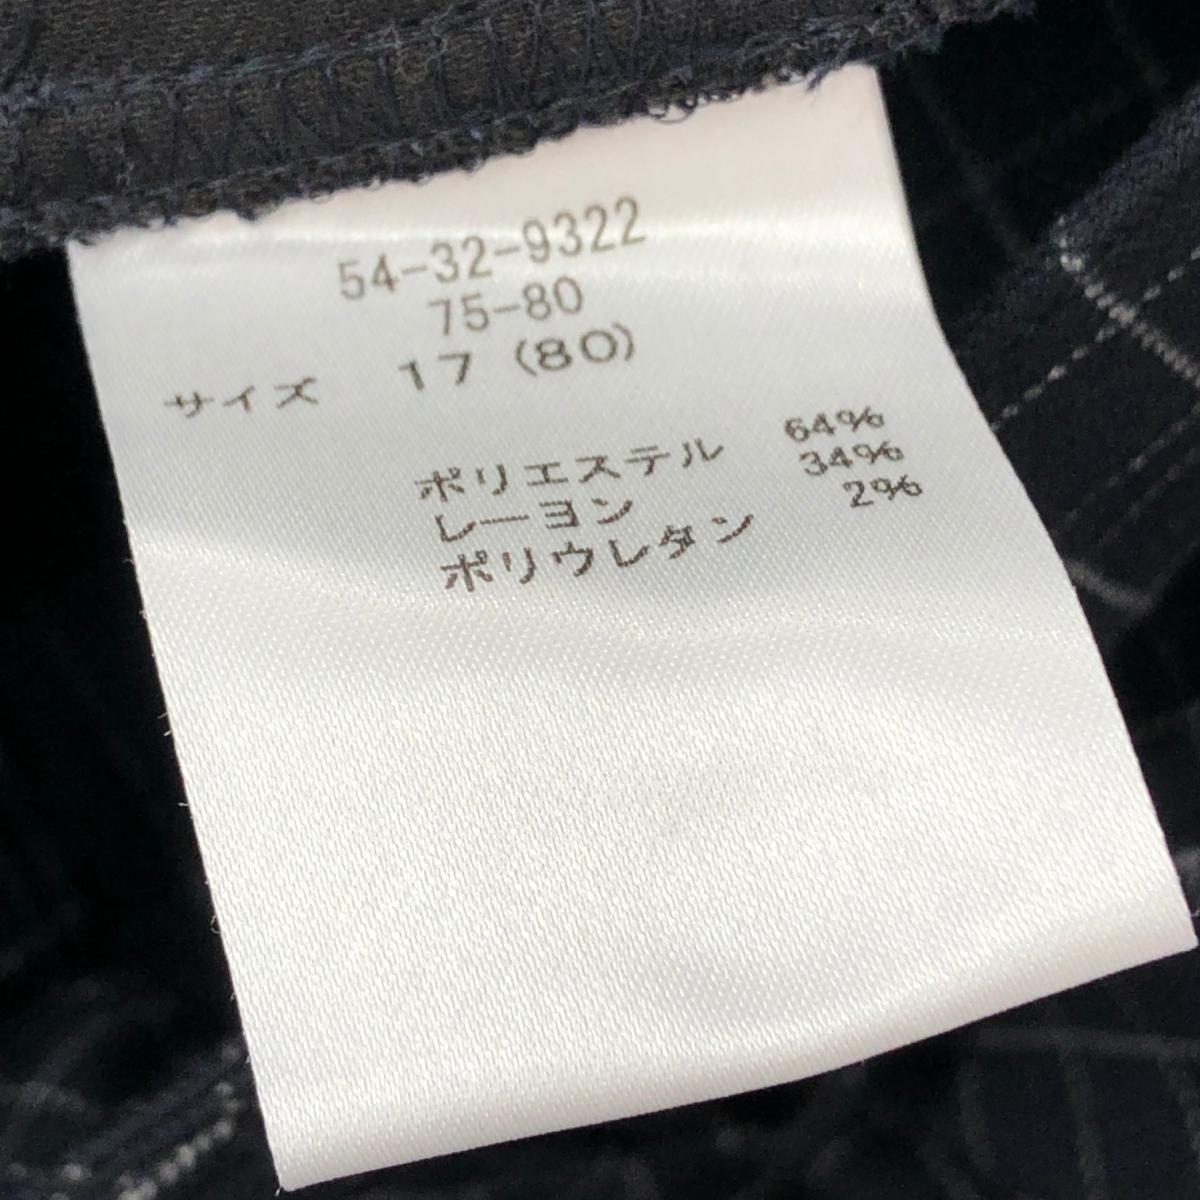 54-32-9322
75-80
サイズ 17 (80)
ポリエステル 64%
レーヨン 34%
ポリウレタン 2%